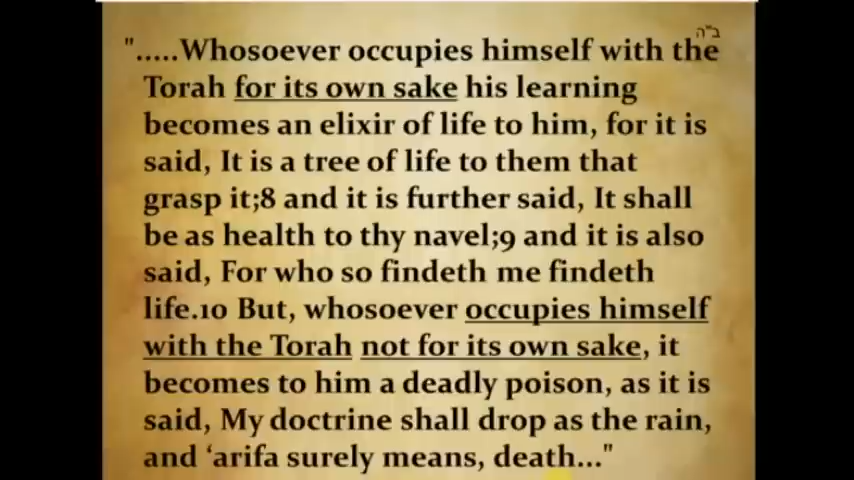 ב"ה
".....Whosoever occupies himself with the
Torah for its own sake his learning
becomes an elixir of life to him, for it is
said, It is a tree of life to them that
grasp it;8 and it is further said, It shall
be as health to thy navel;9 and it is also
said, For who so findeth me findeth
life.10 But, whosoever occupies himself
with the Torah not for its own sake, it
becomes to him a deadly poison, as it is
said, My doctrine shall drop as the rain,
and ‘arifa surely means, death..."